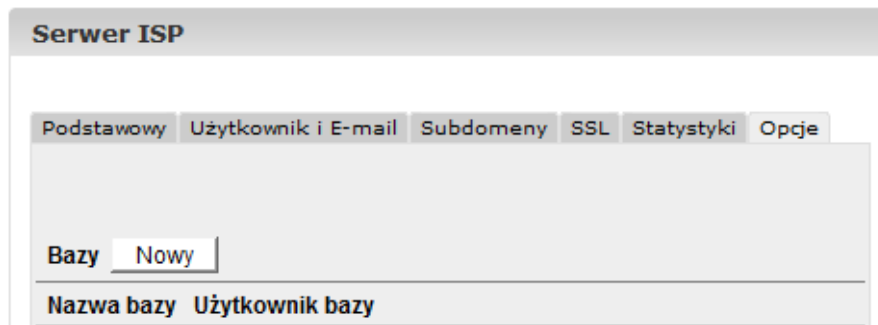 Serwer ISP
Podstawowy Użytkownik i E-mail Subdomeny SSL Statystyki Opcje
Bazy Nowy
Nazwa bazy Użytkownik bazy